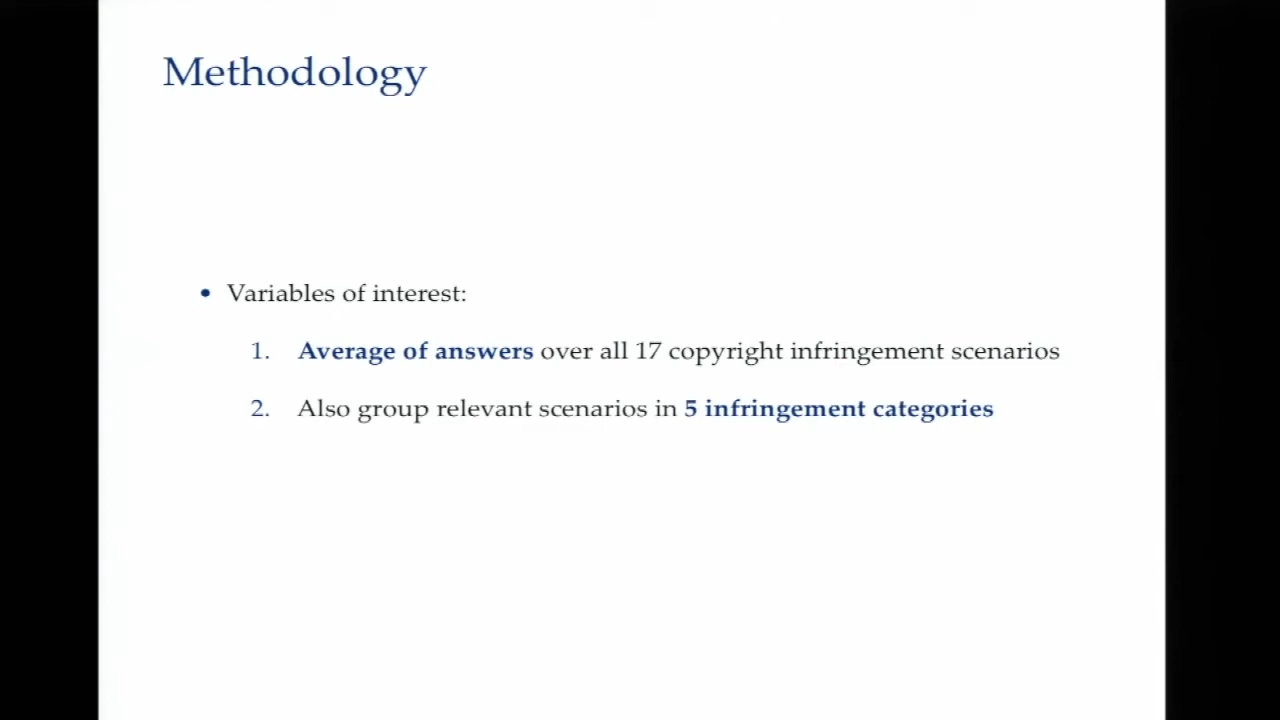 Methodology
• Variables of interest:
1. Average of answers over all 17 copyright infringement scenarios
2. Also group relevant scenarios in 5 infringement categories